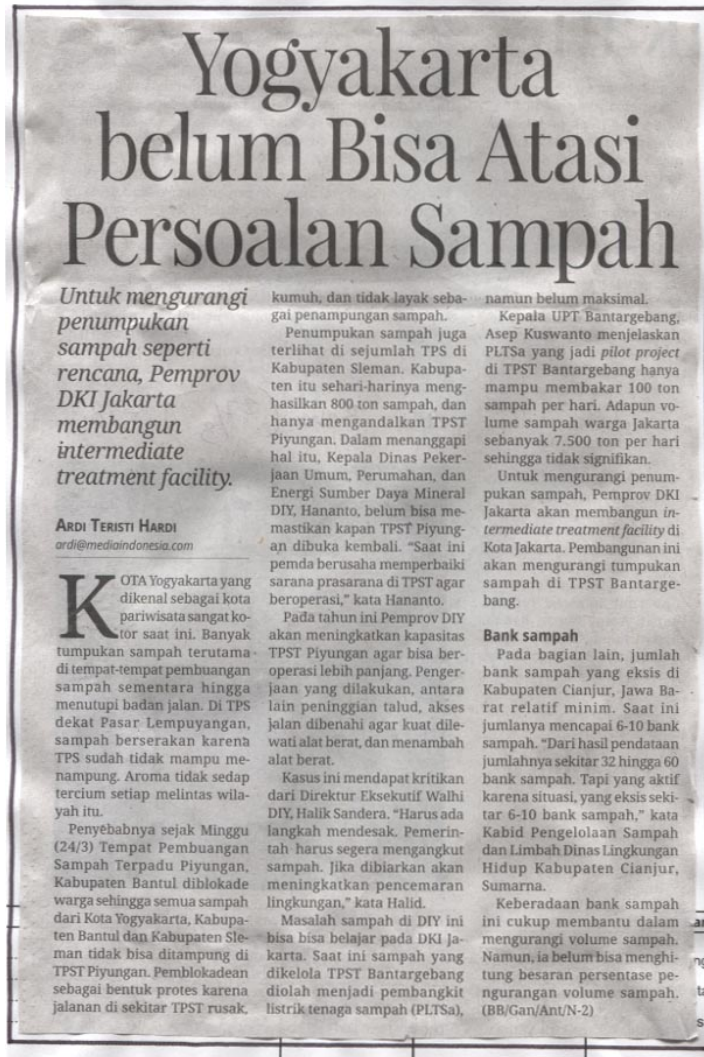 Yogyakarta
belum Bisa Atasi
Persoalan Sampah
Untuk mengurangi
penumpukan
sampah seperti
rencana, Pemprov
DKI Jakarta
membangun
intermediate
treatment facility.
ARDI TERISTI HARDI
ardi@mediaindonesia.com
KOTA Yogyakarta yang
dikenal sebagai kota
pariwisata sangat ko-
tor saat ini. Banyak
tumpukan sampah terutama
di tempat-tempat pembuangan
sampah sementara hingga
menutupi badan jalan. Di TPS
dekat Pasar Lempuyangan,
sampah berserakan karena
TPS sudah tidak mampu me-
nampung. Aroma tidak sedap
tercium setiap melintas wila-
yah itu.
Penyebabnya sejak Minggu
(24/3) Tempat Pembuangan
Sampah Terpadu Piyungan,
Kabupaten Bantul diblokade
warga sehingga semua sampah
dari Kota Yogyakarta, Kabupa-
ten Bantul dan Kabupaten Sle-
man tidak bisa ditampung di
TPST Piyungan. Pemblokadean
sebagai bentuk protes karena
jalanan di sekitar TPST rusak,
kumuh, dan tidak layak seba-
gai penampungan sampah.
Penumpukan sampah juga
terlihat di sejumlah TPS di
Kabupaten Sleman. Kabupa-
ten itu sehari-harinya meng-
hasilkan 800 ton sampah, dan
hanya mengandalkan TPST
Piyungan. Dalam menanggapi
hal itu, Kepala Dinas Peker-
jaan Umum, Perumahan, dan
Energi Sumber Daya Mineral
DIY, Hananto, belum bisa me-
mastikan kapan TPST Piyung-
an dibuka kembali. "Saat ini
pemda berusaha memperbaiki
sarana prasarana di TPST agar
beroperasi," kata Hananto.
Pada tahun ini Pemprov DIY
akan meningkatkan kapasitas
TPST Piyungan agar bisa ber-
operasi lebih panjang. Penger-
jaan yang dilakukan, antara
lain peninggian talud, akses
jalan dibenahi agar kuat dile-
wati alat berat, dan menambah
alat berat.
Kasus ini mendapat kritikan
dari Direktur Eksekutif Walhi
DIY, Halik Sandera. "Harus ada
langkah mendesak. Pemerin-
tah harus segera mengangkut
sampah. Jika dibiarkan akan
meningkatkan pencemaran
lingkungan," kata Halid.
Masalah sampah di DIY ini
bisa bisa belajar pada DKI Ja-
karta. Saat ini sampah yang
dikelola TPST Bantargebang
diolah menjadi pembangkit
listrik tenaga sampah (PLTSa),
namun belum maksimal.
Kepala UPT Bantargebang,
Asep Kuswanto menjelaskan
PLTSa yang jadi pilot project
di TPST Bantargebang hanya
mampu membakar 100 ton
sampah per hari. Adapun vo-
lume sampah warga Jakarta
sebanyak 7.500 ton per hari
sehingga tidak signifikan.
Untuk mengurangi penum-
pukan sampah, Pemprov DKI
Jakarta akan membangun in-
termediate treatment facility di
Kota Jakarta. Pembangunan ini
akan mengurangi tumpukan
sampah di TPST Bantarge-
bang.
Bank sampah
Pada bagian lain, jumlah
bank sampah yang eksis di
Kabupaten Cianjur, Jawa Ba-
rat relatif minim. Saat ini
jumlahnya mencapai 6-10 bank
sampah. "Dari hasil pendataan
jumlahnya sekitar 32 hingga 60
bank sampah. Tapi yang aktif
karena situasi, yang eksis seki-
tar 6-10 bank sampah," kata
Kabid Pengelolaan Sampah
dan Limbah Dinas Lingkungan
Hidup Kabupaten Cianjur,
Sumarna.
Keberadaan bank sampah
ini cukup membantu dalam
mengurangi volume sampah.
Namun, ia belum bisa menghi-
tung besaran persentase pe-
ngurangan volume sampah.
(BB/Gan/Ant/N-2)